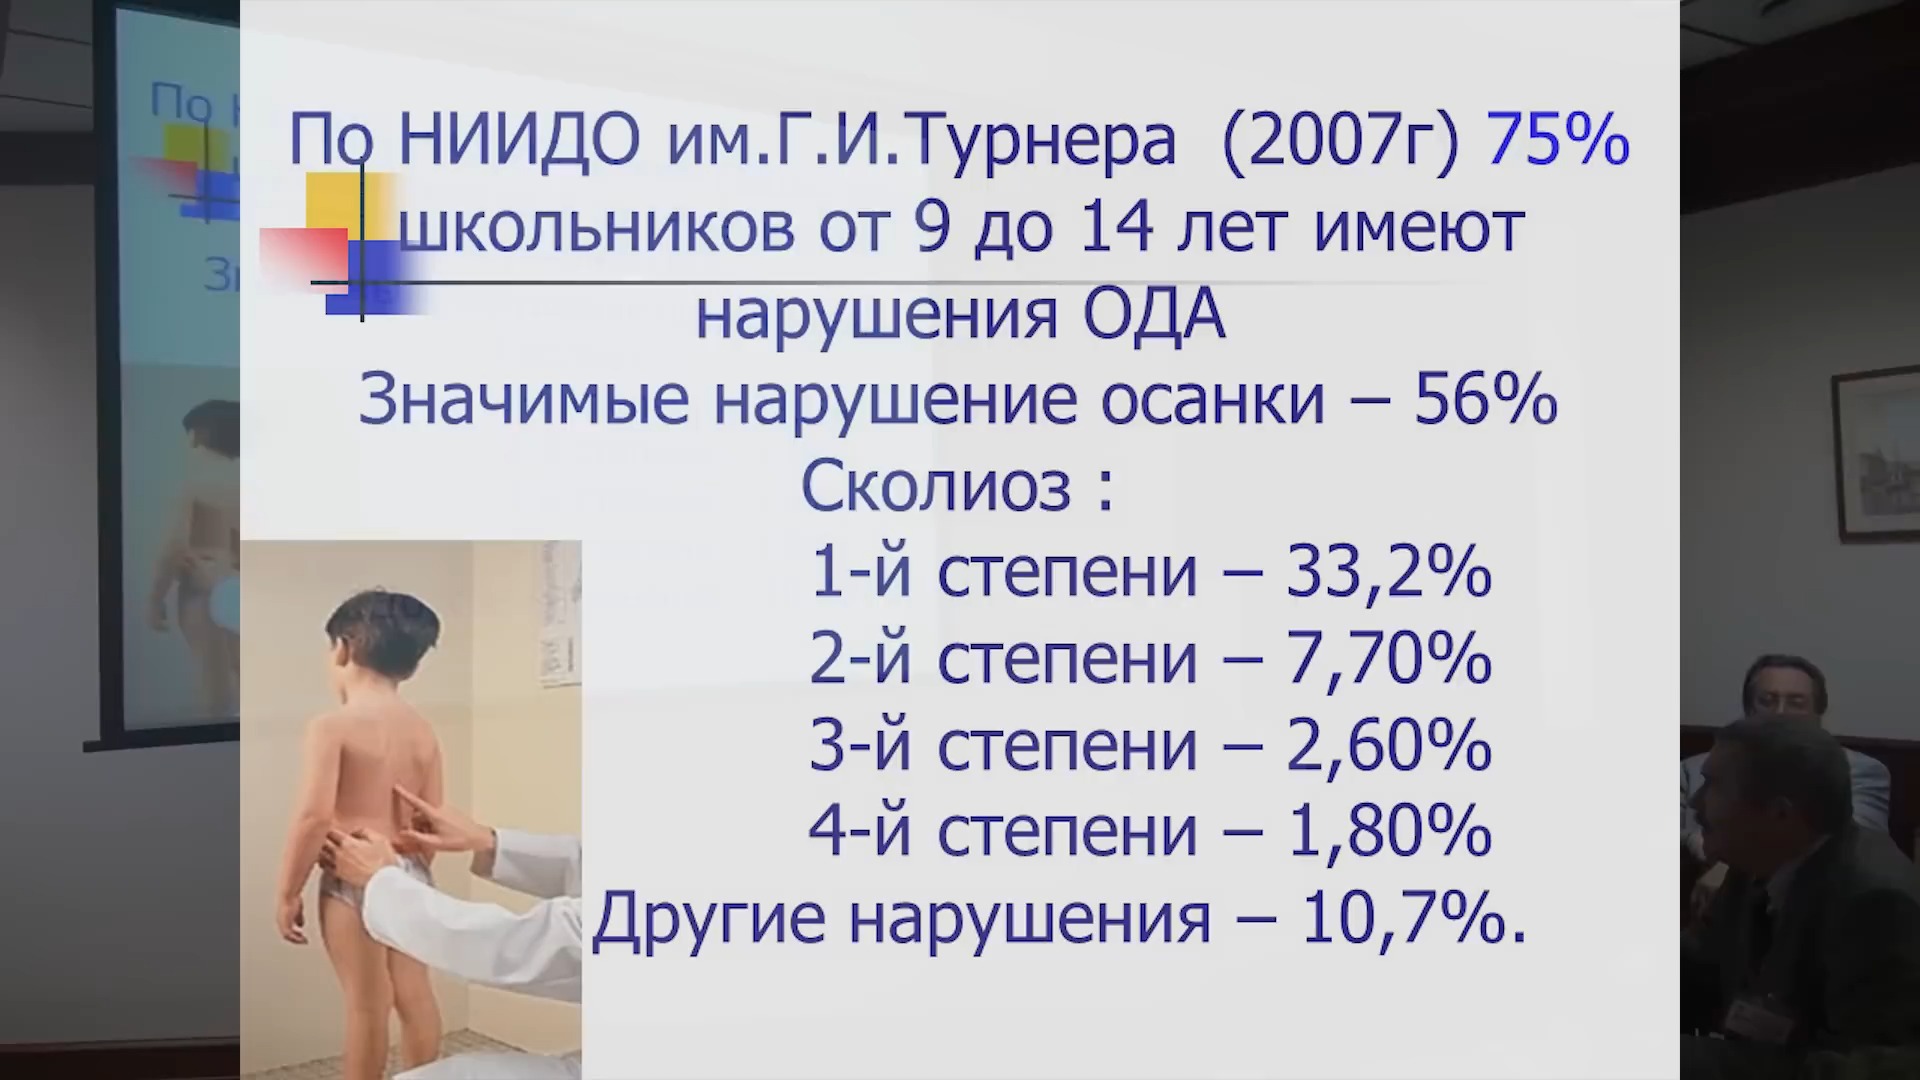 По НИИДО им.Г.И.Турнера (2007г) 75%
школьников от 9 до 14 лет имеют
нарушения ОДА
Значимые нарушение осанки – 56%
Сколиоз :
1-й степени – 33,2%
2-й степени – 7,70%
3-й степени – 2,60%
4-й степени – 1,80%
Другие нарушения – 10,7%.